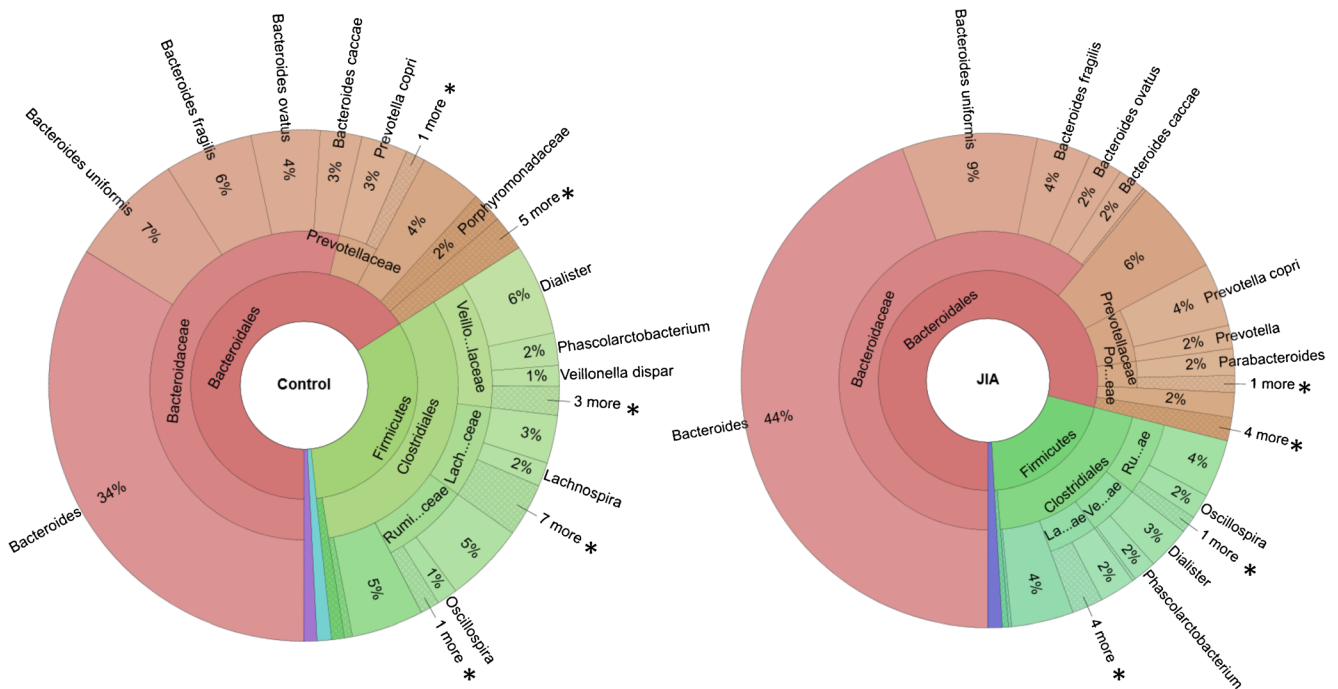 Bacteroides uniformis
Bacteroides fragilis
Bacteroides ovatus
Bacteroides caccae
Prevotella copri
1 more *
Porphyromonadaceae
5 more *
7%
6%
4%
3%
3%
4%
2%
Prevotellaceae
Bacteroidaceae
Bacteroidales
Control
34%
Bacteroides
Dialister
6%
Phascolarctobacterium
2%
Veillonella dispar
1%
3 more *
Veillo...laceae
Firmicutes
Clostridiales
Lach...ceae
3%
2%
Lachnospira
7 more *
Rumi...ceae
5%
1%
Oscillospira
1 more *
5%
Bacteroides uniformis
Bacteroides fragilis
Bacteroides ovatus
Bacteroides caccae
9%
4%
2%
2%
6%
Prevotella copri
4%
Prevotella
2%
Parabacteroides
2%
1 more *
2%
4 more *
Prevotellaceae
Por...eae
Bacteroidaceae
Bacteroidales
JIA
Bacteroides
44%
Firmicutes
Clostridiales
Ru...ae
4%
2%
Oscillospira
1 more *
Ve...ae
3%
Dialister
2%
Phascolarctobacterium
La...ae
2%
4 more *
4%